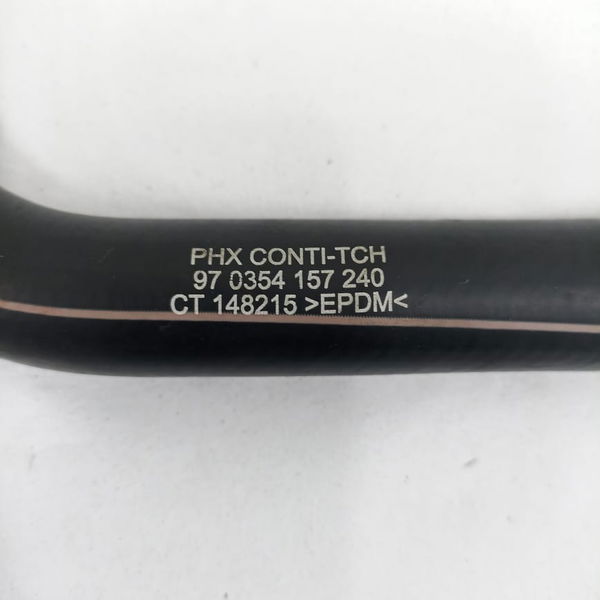 PHX CONTI-TCH
97 0354 157 240
CT 148215 >EPDM<